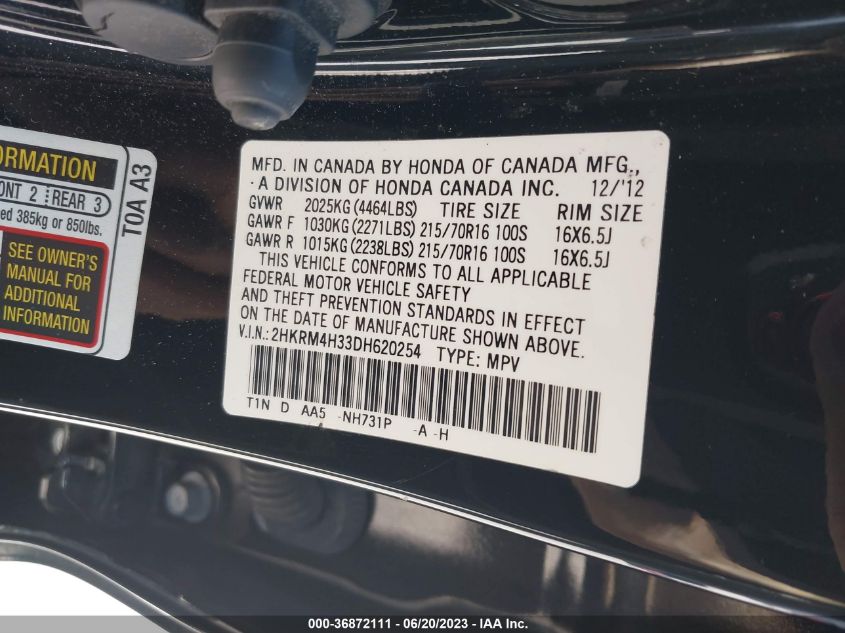 ORMATION
ONT 2 REAR 3
ed 385kg or 850lbs.
SEE OWNER'S
MANUAL FOR
ADDITIONAL
INFORMATION
T0A A3
MFD. IN CANADA BY HONDA OF CANADA MFG.,
A DIVISION OF HONDA CANADA INC. 12/'12
GVWR 2025KG (4464LBS) TIRE SIZE RIM SIZE
GAWR F 1030KG (2271LBS) 215/70R16 100S 16X6.5J
GAWR R 1015KG (2238LBS) 215/70R16 100S 16X6.5J
THIS VEHICLE CONFORMS TO ALL APPLICABLE
FEDERAL MOTOR VEHICLE SAFETY
AND THEFT PREVENTION STANDARDS IN EFFECT
ON THE DATE OF MANUFACTURE SHOWN ABOVE.
V.I.N.: 2HKRM4H33DH620254 TYPE: MPV
T1N D AA5 -NH731P -A -H
000-36872111 - 06/20/2023 - IAA Inc.